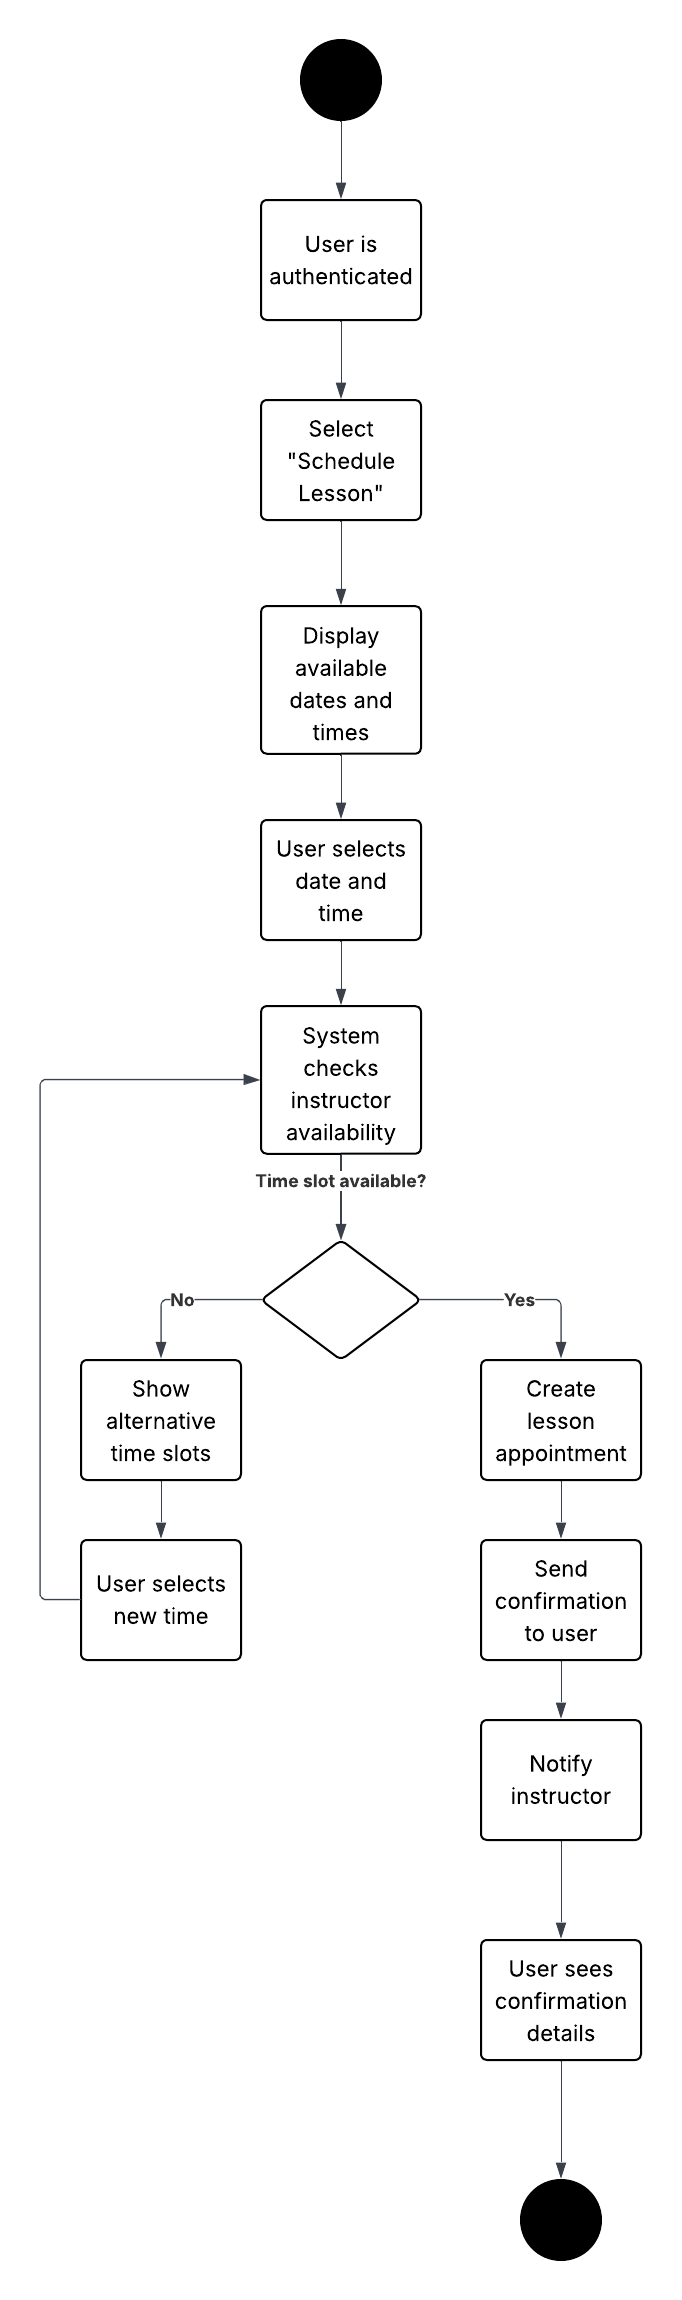 User is
authenticated
Select
"Schedule
Lesson"
Display
available
dates and
times
User selects
date and
time
System
checks
instructor
availability
Time slot available?
No
Yes
Show
alternative
time slots
User selects
new time
Create
lesson
appointment
Send
confirmation
to user
Notify
instructor
User sees
confirmation
details